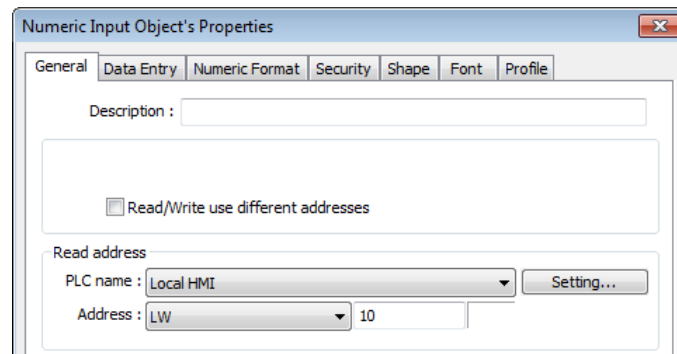 Numeric Input Object's Properties
General Data Entry Numeric Format Security Shape Font Profile
Description :
Read/Write use different addresses
Read address
PLC name : Local HMI Setting...
Address : LW 10